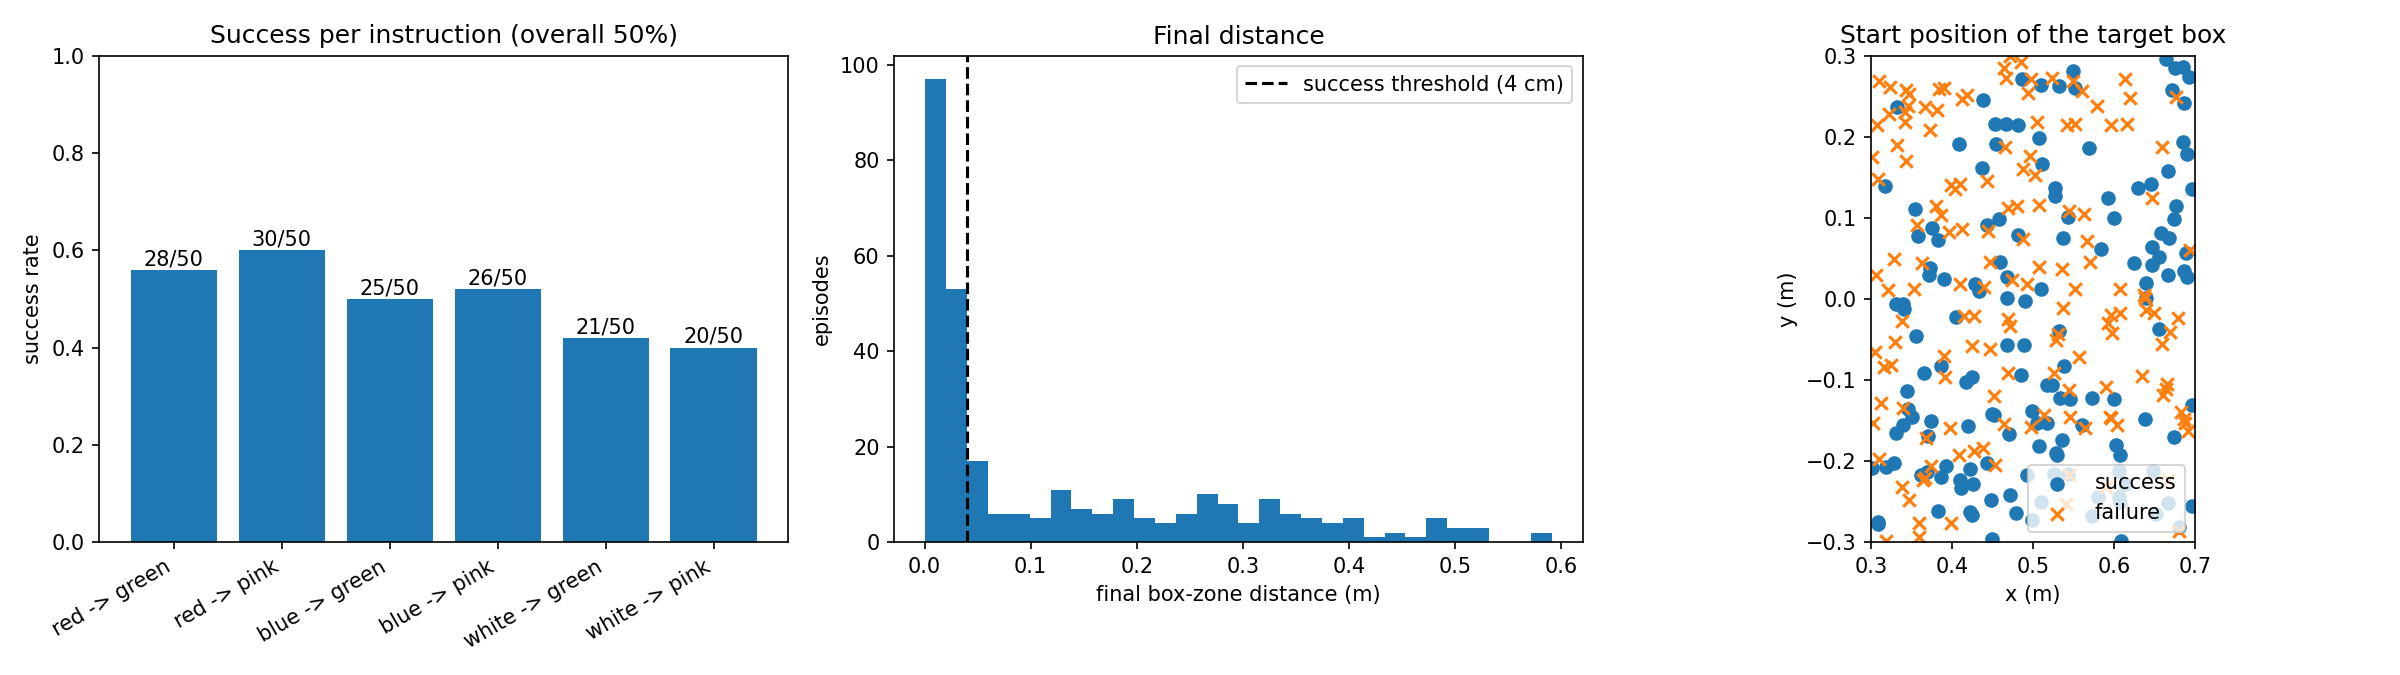 Success per instruction (overall 50%)
success rate
1.0
0.8
0.6
0.4
0.2
0.0
28/50
30/50
25/50
26/50
21/50
20/50
red -> green
red -> pink
blue -> green
blue -> pink
white -> green
white -> pink
Final distance
episodes
100
80
60
40
20
0
success threshold (4 cm)
0.0
0.1
0.2
0.3
0.4
0.5
0.6
final box-zone distance (m)
Start position of the target box
y (m)
0.3
0.2
0.1
0.0
−0.1
−0.2
−0.3
success
failure
0.3
0.4
0.5
0.6
0.7
x (m)